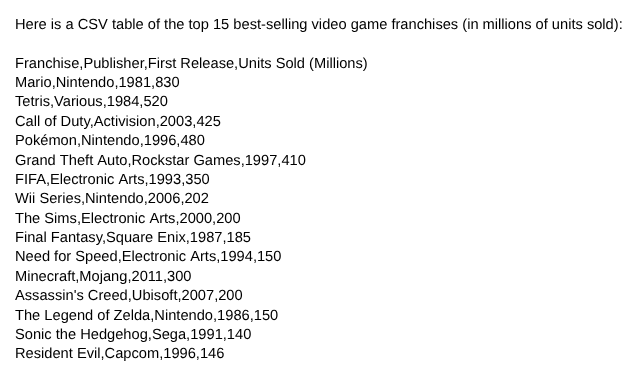 Here is a CSV table of the top 15 best-selling video game franchises (in millions of units sold):
Franchise,Publisher,First Release,Units Sold (Millions)
Mario,Nintendo,1981,830
Tetris,Various,1984,520
Call of Duty,Activision,2003,425
Pokémon,Nintendo,1996,480
Grand Theft Auto,Rockstar Games,1997,410
FIFA,Electronic Arts,1993,350
Wii Series,Nintendo,2006,202
The Sims,Electronic Arts,2000,200
Final Fantasy,Square Enix,1987,185
Need for Speed,Electronic Arts,1994,150
Minecraft,Mojang,2011,300
Assassin's Creed,Ubisoft,2007,200
The Legend of Zelda,Nintendo,1986,150
Sonic the Hedgehog,Sega,1991,140
Resident Evil,Capcom,1996,146